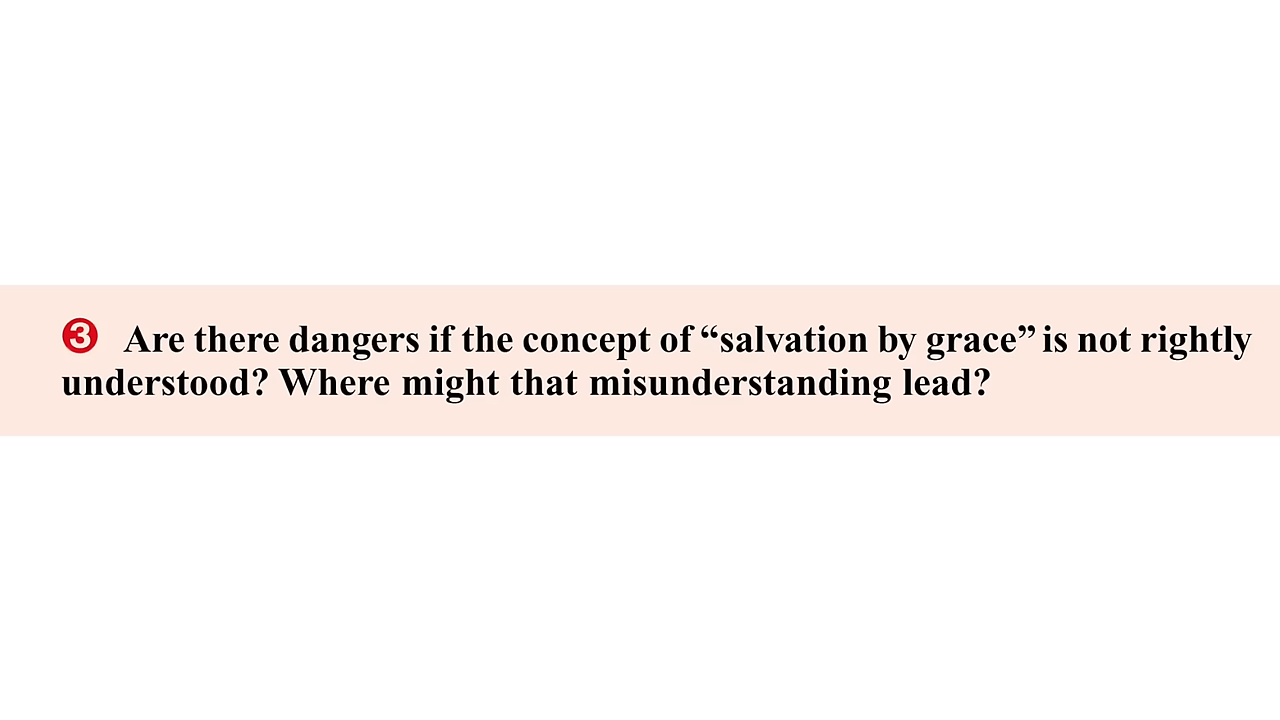 ❸ Are there dangers if the concept of “salvation by grace” is not rightly
understood? Where might that misunderstanding lead?